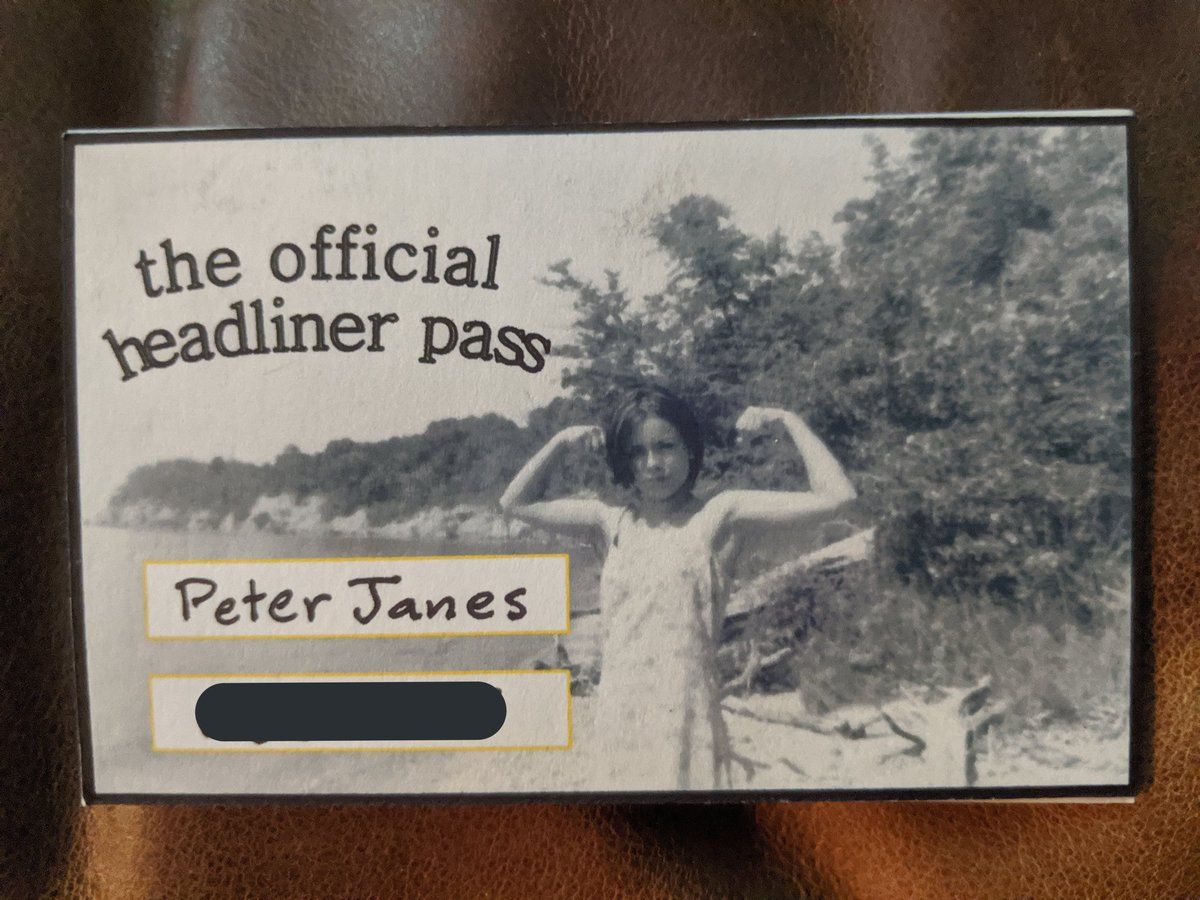 the official
headliner pass
Peter Janes